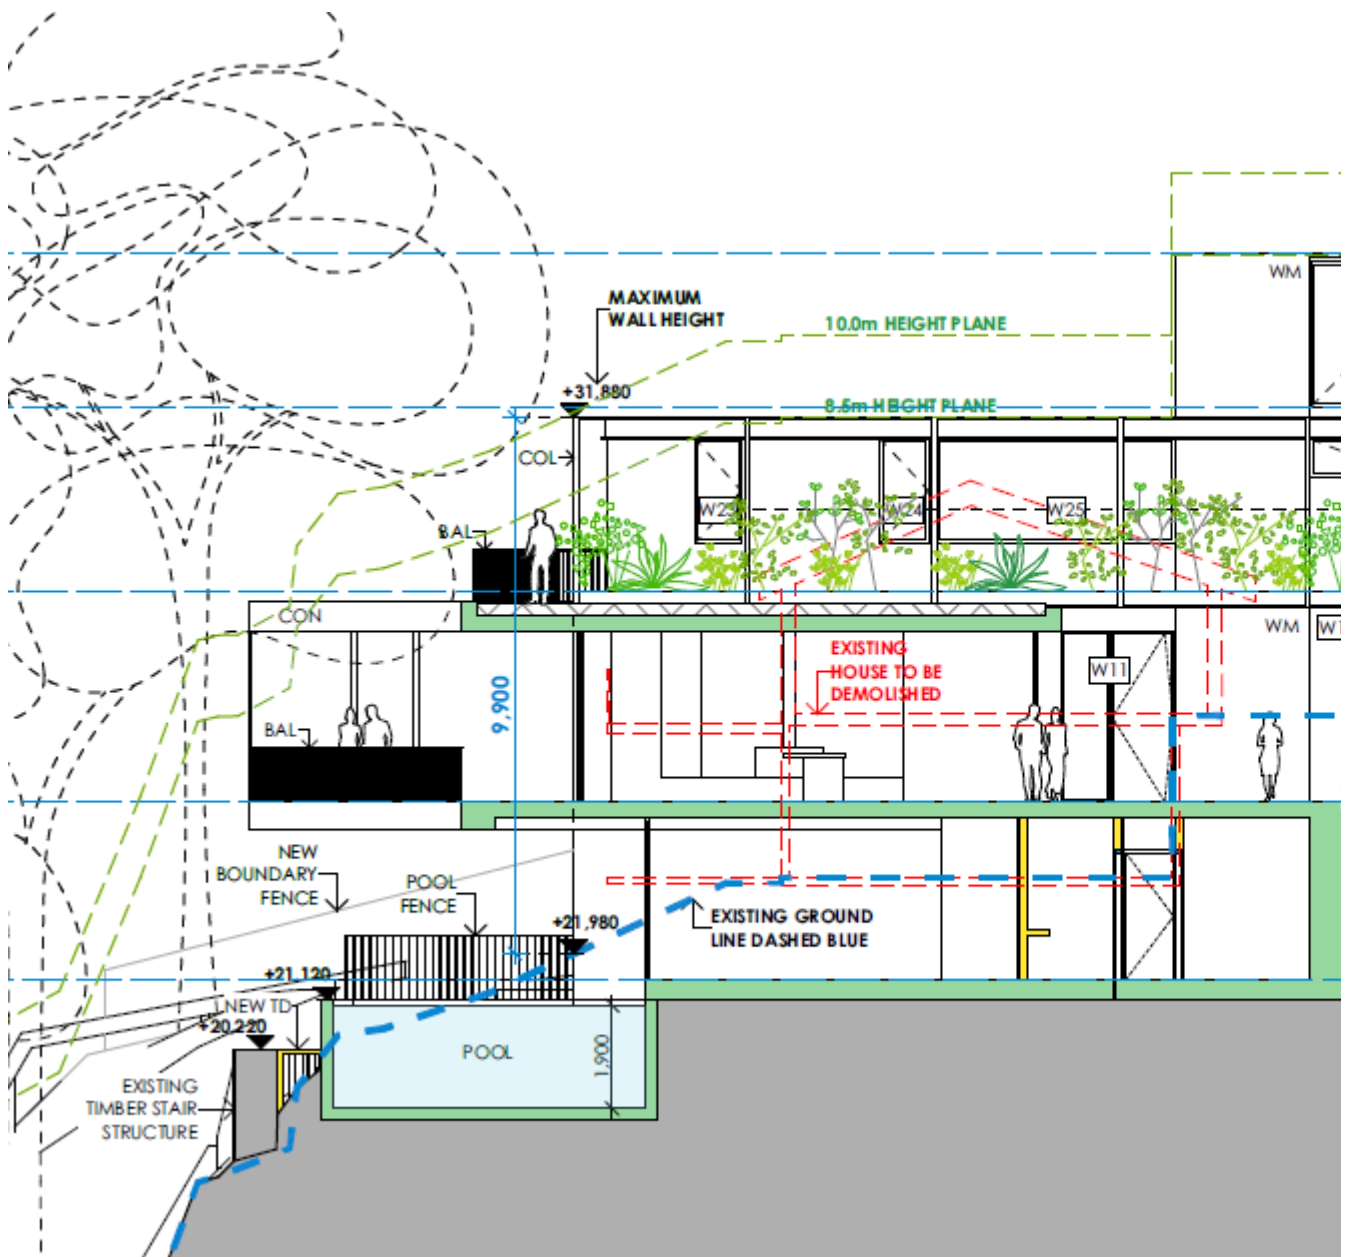 WM
MAXIMUM
WALL HEIGHT
10.0m HEIGHT PLANE
+31,880
8.5m HEIGHT PLANE
COL
W24
W25
BAL
CON
WM
EXISTING
HOUSE TO BE
DEMOLISHED
W11
9,900
BAL
NEW
BOUNDARY
FENCE
POOL
FENCE
+21,980
EXISTING GROUND
LINE DASHED BLUE
+21,120
NEW TD
+20,220
POOL
1,900
EXISTING
TIMBER STAIR
STRUCTURE